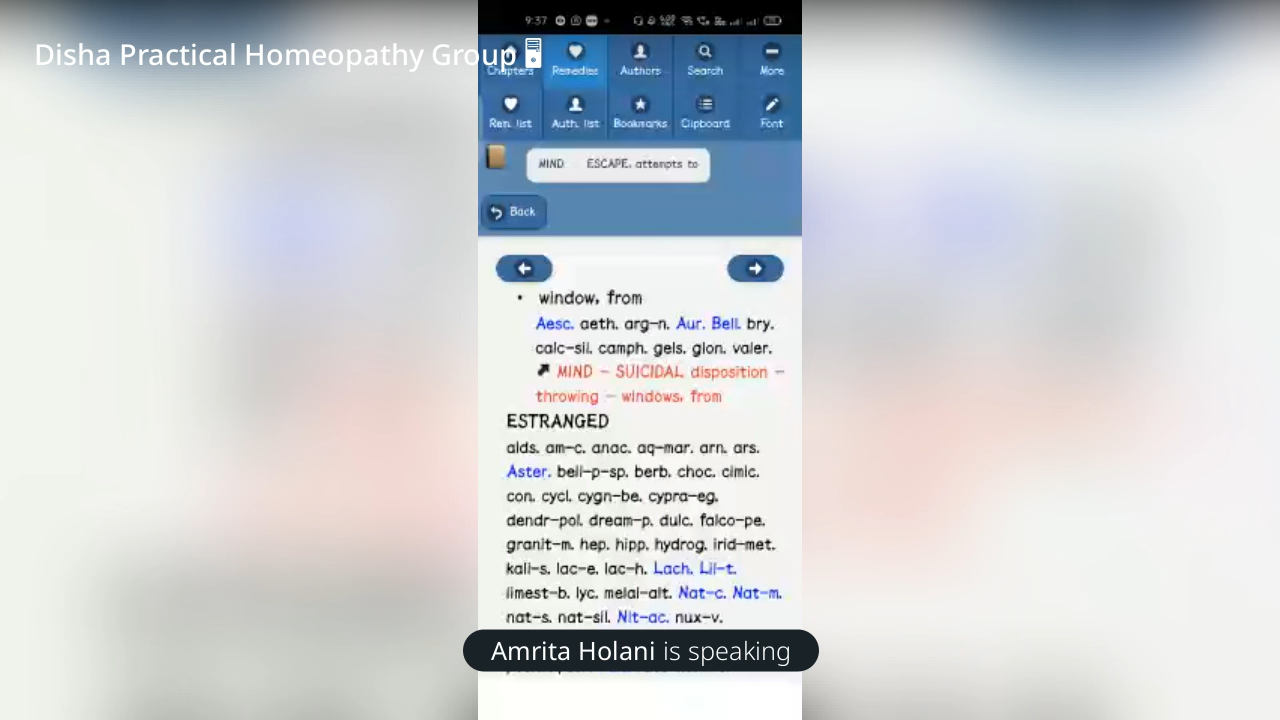 9:37
Disha Practical Homeopathy Group
Chapters Remedies Authors Search More
Rem. list Auth. list Bookmarks Clipboard Font
MIND ESCAPE, attempts to
Back
• window, from
Aesc. aeth. arg-n. Aur. Bell. bry.
calc-sil. camph. gels. glon. valer.
MIND - SUICIDAL disposition -
throwing - windows, from
ESTRANGED
alds. am-c. anac. aq-mar. arn. ars.
Aster. bell-p-sp. berb. choc. cimic.
con. cycl. cygn-be. cypra-eg.
dendr-pol. dream-p. dulc. falco-pe.
granit-m. hep. hipp. hydrog. irid-met.
kali-s. lac-e. lac-h. Lach. Lil-t.
limest-b. lyc. melal-alt. Nat-c. Nat-m.
nat-s. nat-sil. Nit-ac. nux-v.
Amrita Holani is speaking